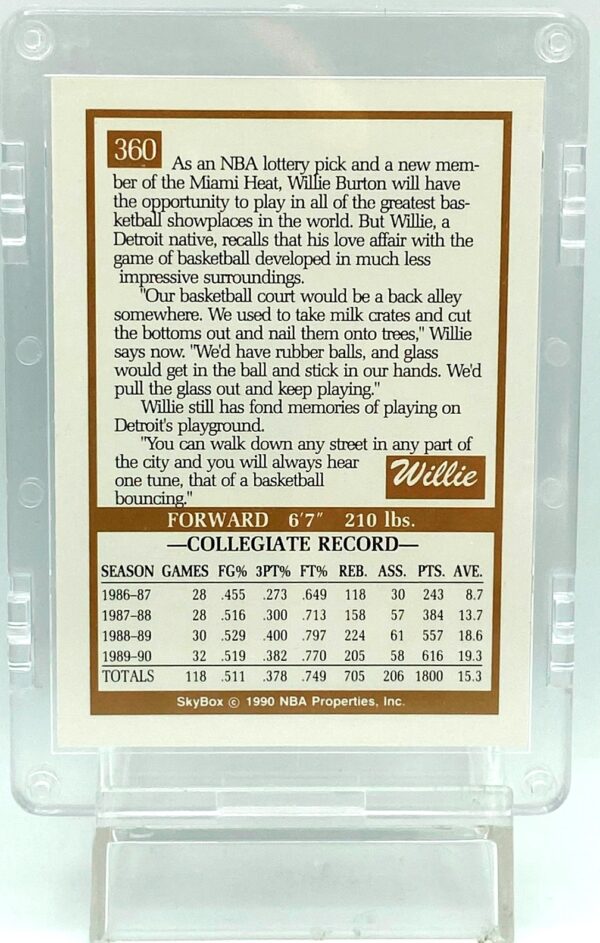 360
As an NBA lottery pick and a new mem-
ber of the Miami Heat, Willie Burton will have
the opportunity to play in all of the greatest bas-
ketball showplaces in the world. But Willie, a
Detroit native, recalls that his love affair with the
game of basketball developed in much less
impressive surroundings.
"Our basketball court would be a back alley
somewhere. We used to take milk crates and cut
the bottoms out and nail them onto trees," Willie
says now. "We'd have rubber balls, and glass
would get in the ball and stick in our hands. We'd
pull the glass out and keep playing."
Willie still has fond memories of playing on
Detroit's playground.
"You can walk down any street in any part of
the city and you will always hear
one tune, that of a basketball
bouncing."
Willie
FORWARD 6'7" 210 lbs.
—COLLEGIATE RECORD—
SEASON GAMES FG% 3PT% FT% REB. ASS. PTS. AVE.
1986–87 28 .455 .273 .649 118 30 243 8.7
1987–88 28 .516 .300 .713 158 57 384 13.7
1988–89 30 .529 .400 .797 224 61 557 18.6
1989–90 32 .519 .382 .770 205 58 616 19.3
TOTALS 118 .511 .378 .749 705 206 1800 15.3
SkyBox © 1990 NBA Properties, Inc.